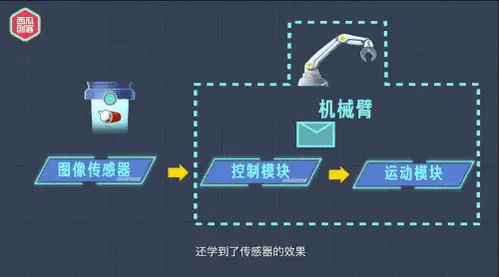 西瓜
创客
机械臂
图像传感器
控制模块
运动模块
还学到了传感器的效果